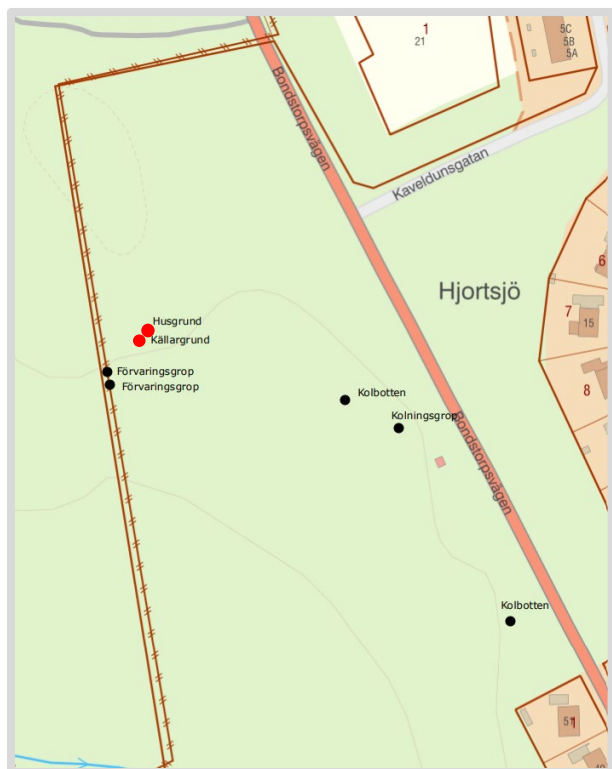 1
21
5C
5B
5A
Bondstorpsvägen
Kaveldunsgatan
6
Hjortsjö
7
15
Husgrund
Källargrund
Förvaringsgrop
Förvaringsgrop
8
Kolbotten
Kolningsgrop
Bondstorpsvägen
Kolbotten
51
1